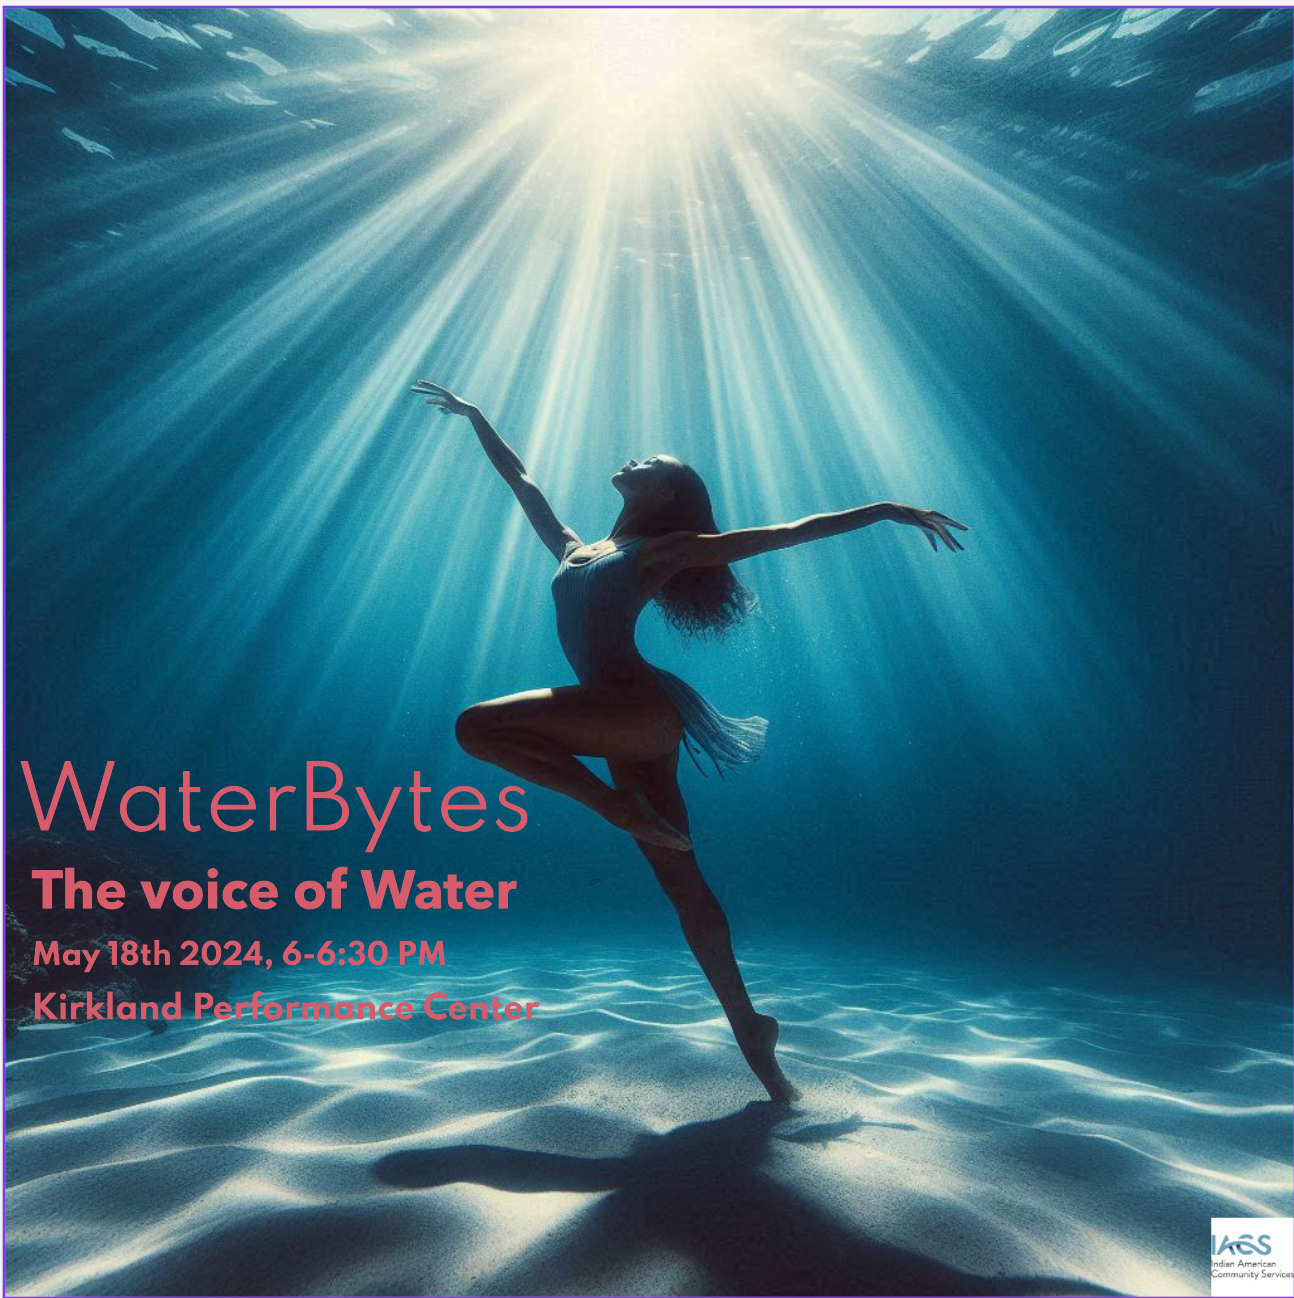 WaterBytes
The voice of Water
May 18th 2024, 6-6:30 PM
Kirkland Performance Center
IACS
Indian American
Community Services